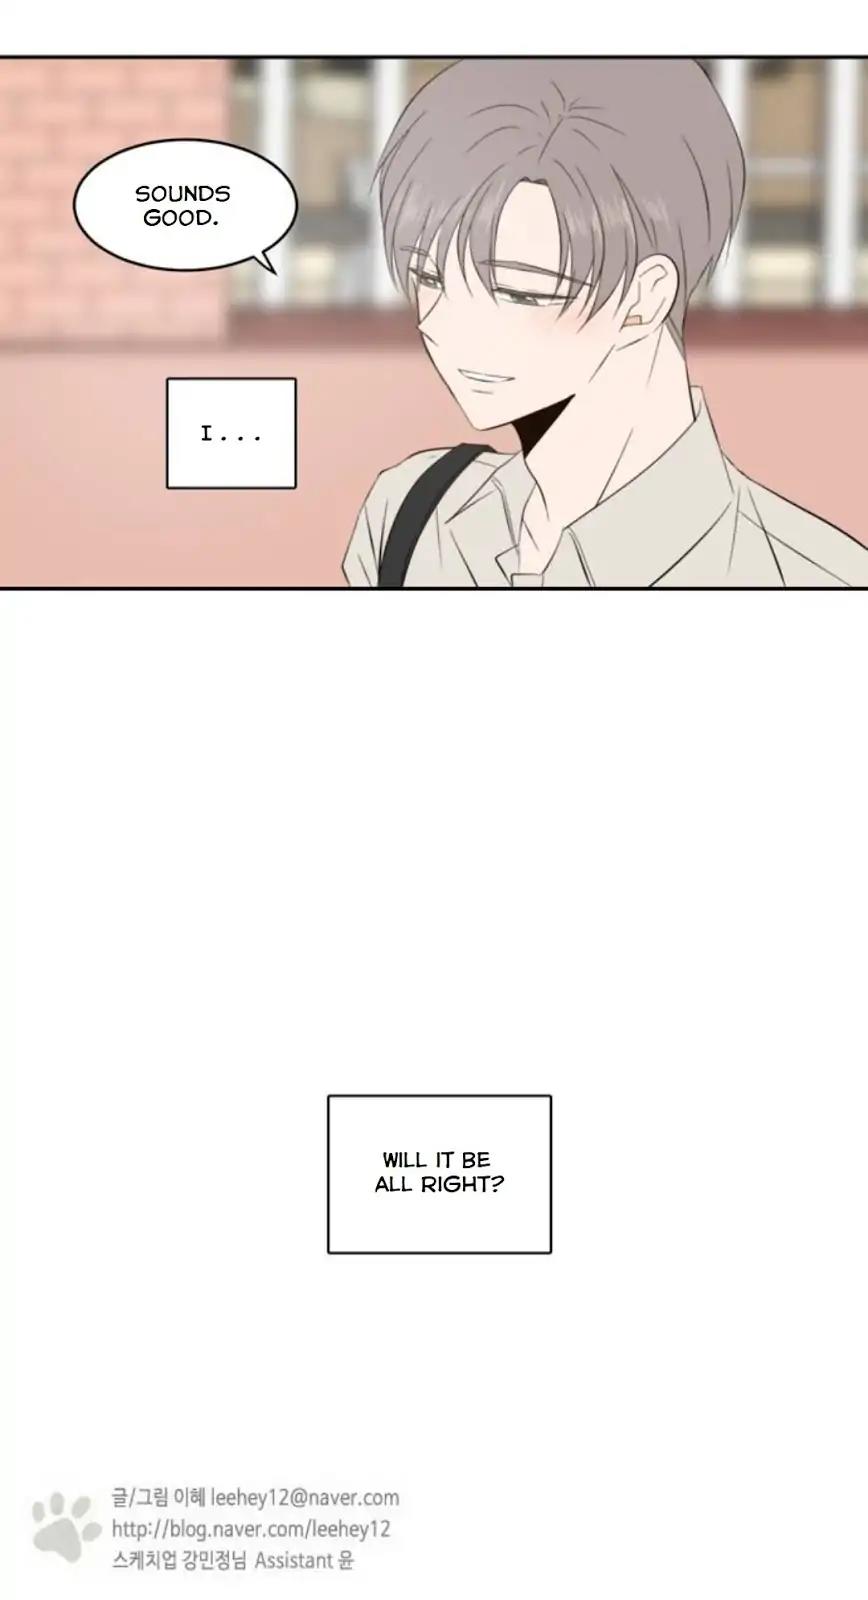 SOUNDS
GOOD.
I...
WILL IT BE
ALL RIGHT?
글/그림 이혜 leehey12@naver.com
http://blog.naver.com/leehey12
스케치업 강민정님 Assistant 윤